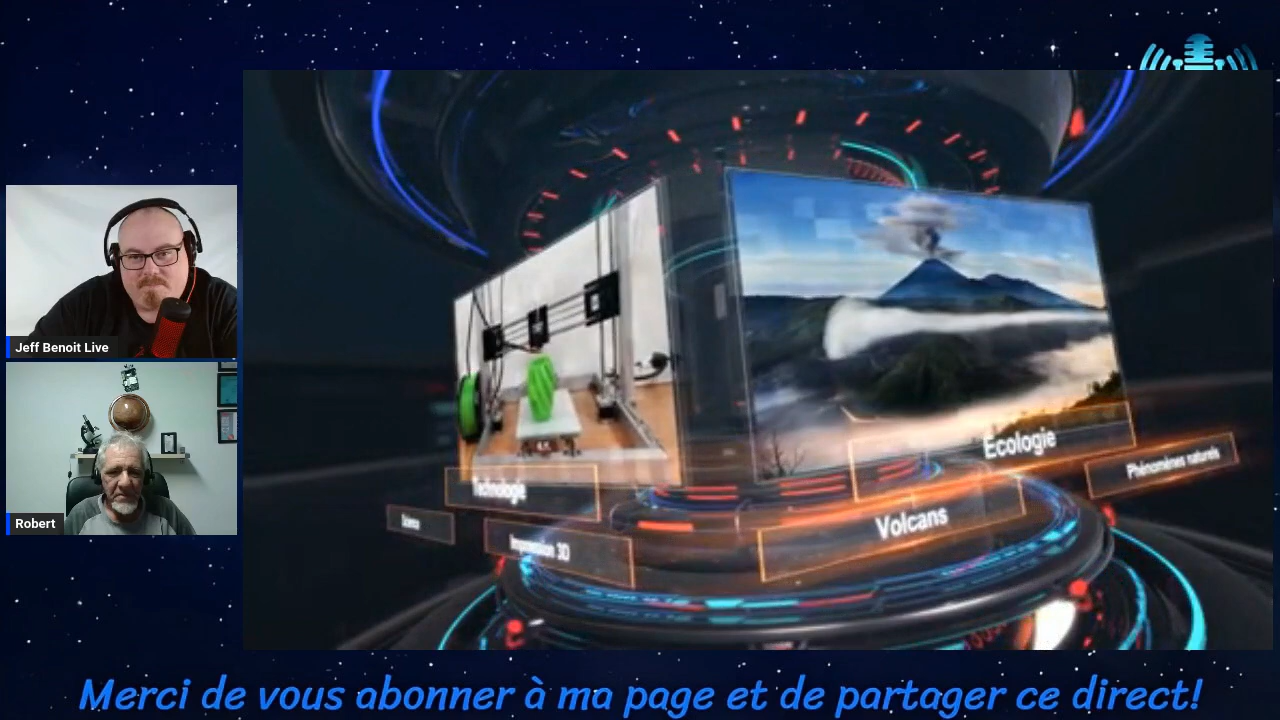 Jeff Benoit Live
Robert
Technologie
Science
Impression 3D
Écologie
Volcans
Phénomènes naturels
Merci de vous abonner à ma page et de partager ce direct!